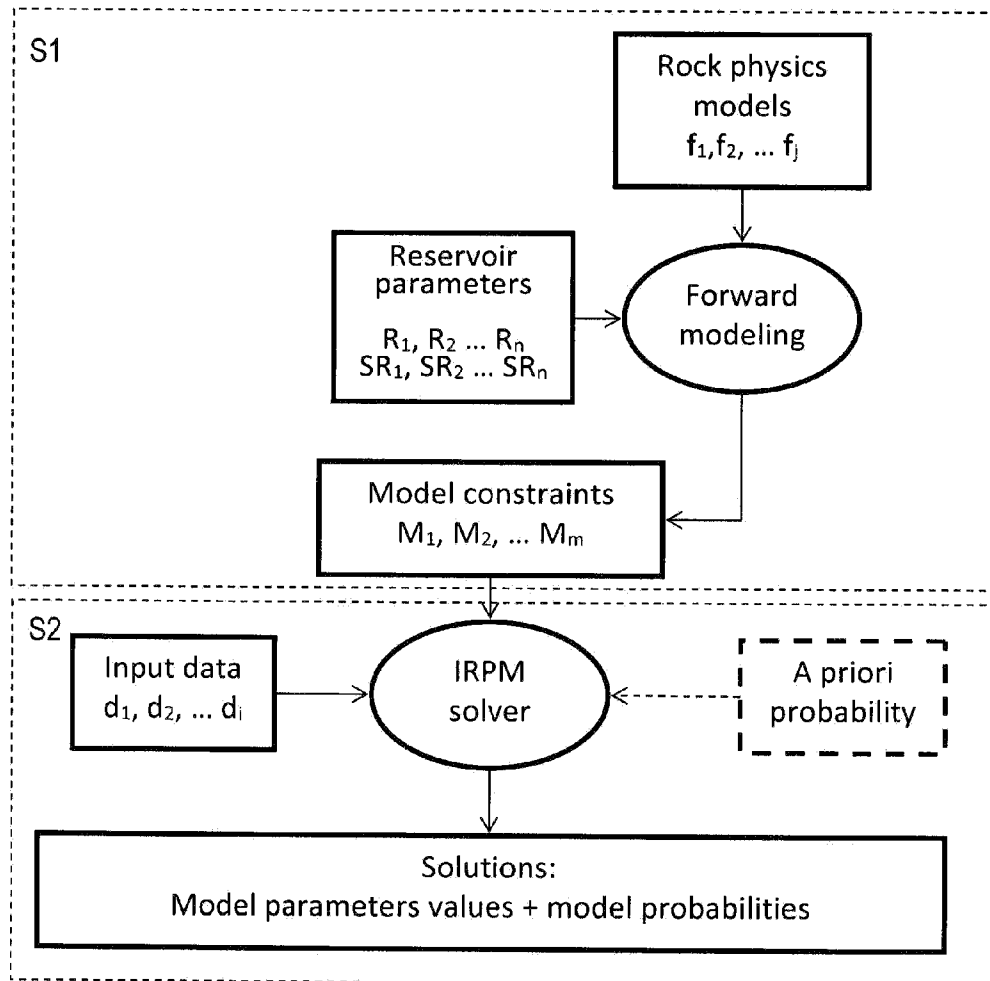 S1
Rock physics
models
f₁,f₂, ... fⱼ
Reservoir
parameters
R₁, R₂ ... Rₙ
SR₁, SR₂ ... SRₙ
Forward
modeling
Model constraints
M₁, M₂, ... Mₘ
S2
Input data
d₁, d₂, ... dᵢ
IRPM
solver
A priori
probability
Solutions:
Model parameters values + model probabilities